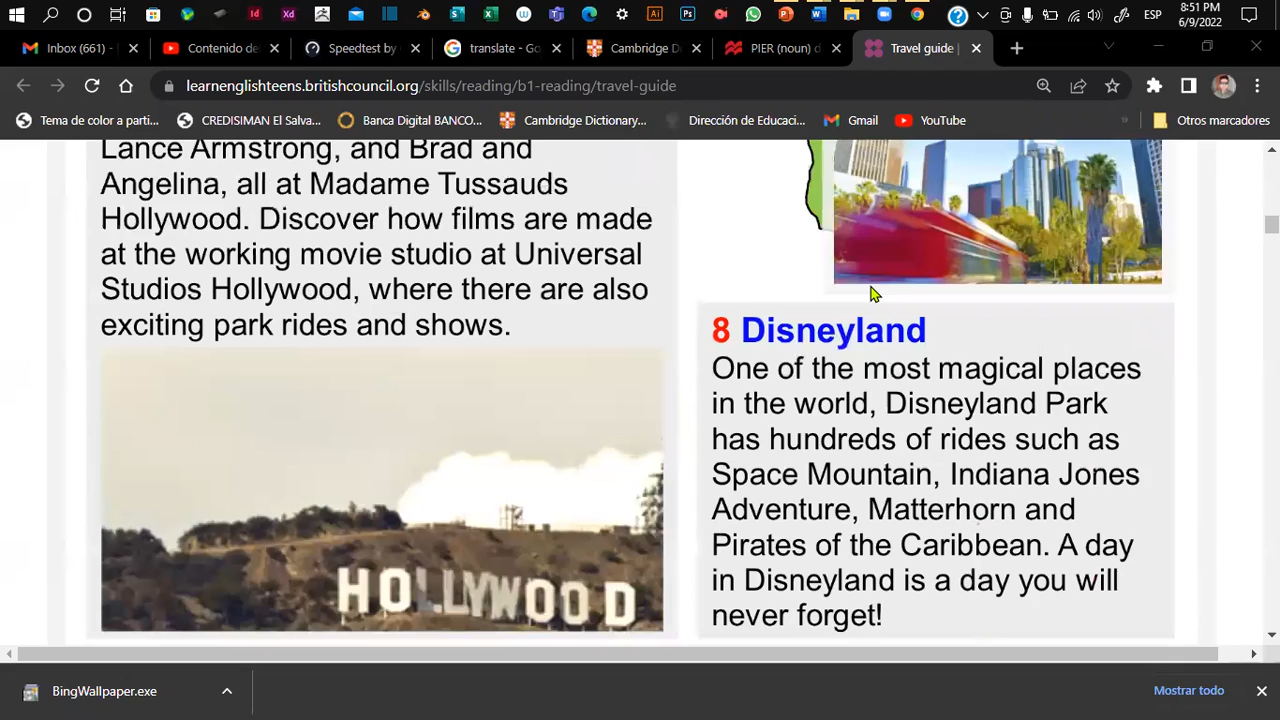 ESP
8:51 PM
6/9/2022
Inbox (661) -
Contenido de
Speedtest by
translate - Go
Cambridge D
PIER (noun) d
Travel guide |
learnenglishteens.britishcouncil.org/skills/reading/b1-reading/travel-guide
Tema de color a parti...
CREDISIMAN El Salva...
Banca Digital BANCO...
Cambridge Dictionary...
Dirección de Educaci...
Gmail
YouTube
Otros marcadores
Lance Armstrong, and Brad and
Angelina, all at Madame Tussauds
Hollywood. Discover how films are made
at the working movie studio at Universal
Studios Hollywood, where there are also
exciting park rides and shows.
HOLLYWOOD
8 Disneyland
One of the most magical places
in the world, Disneyland Park
has hundreds of rides such as
Space Mountain, Indiana Jones
Adventure, Matterhorn and
Pirates of the Caribbean. A day
in Disneyland is a day you will
never forget!
BingWallpaper.exe
Mostrar todo